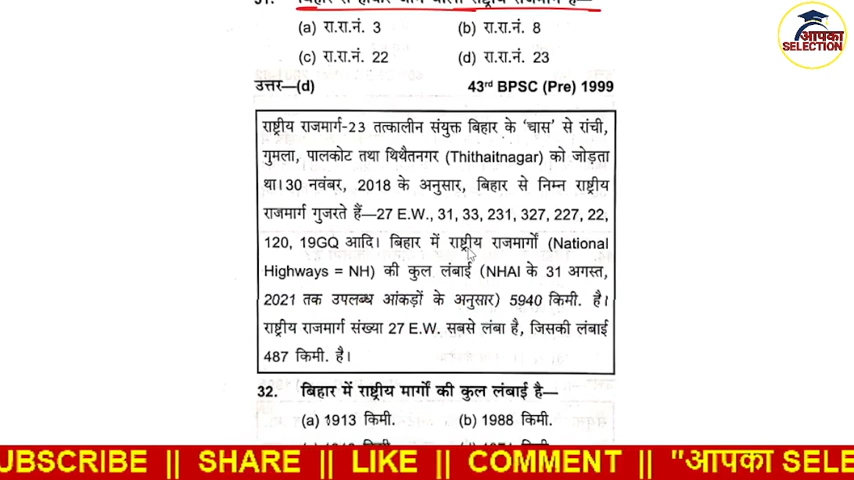 31. बिहार से होकर जाने वाला राष्ट्रीय राजमार्ग है—
(a) रा.रा.नं. 3 (b) रा.रा.नं. 8
(c) रा.रा.नं. 22 (d) रा.रा.नं. 23
उत्तर—(d) 43rd BPSC (Pre) 1999
राष्ट्रीय राजमार्ग-23 तत्कालीन संयुक्त बिहार के 'चास' से रांची,
गुमला, पालकोट तथा थिथैतनगर (Thithaitnagar) को जोड़ता
था। 30 नवंबर, 2018 के अनुसार, बिहार से निम्न राष्ट्रीय
राजमार्ग गुजरते हैं—27 E.W., 31, 33, 231, 327, 227, 22,
120, 19GQ आदि। बिहार में राष्ट्रीय राजमार्गों (National
Highways = NH) की कुल लंबाई (NHAI के 31 अगस्त,
2021 तक उपलब्ध आंकड़ों के अनुसार) 5940 किमी. है।
राष्ट्रीय राजमार्ग संख्या 27 E.W. सबसे लंबा है, जिसकी लंबाई
487 किमी. है।
32. बिहार में राष्ट्रीय मार्गों की कुल लंबाई है—
(a) 1913 किमी. (b) 1988 किमी.
आपका
SELECTION
UBSCRIBE || SHARE || LIKE || COMMENT || "आपका SELE